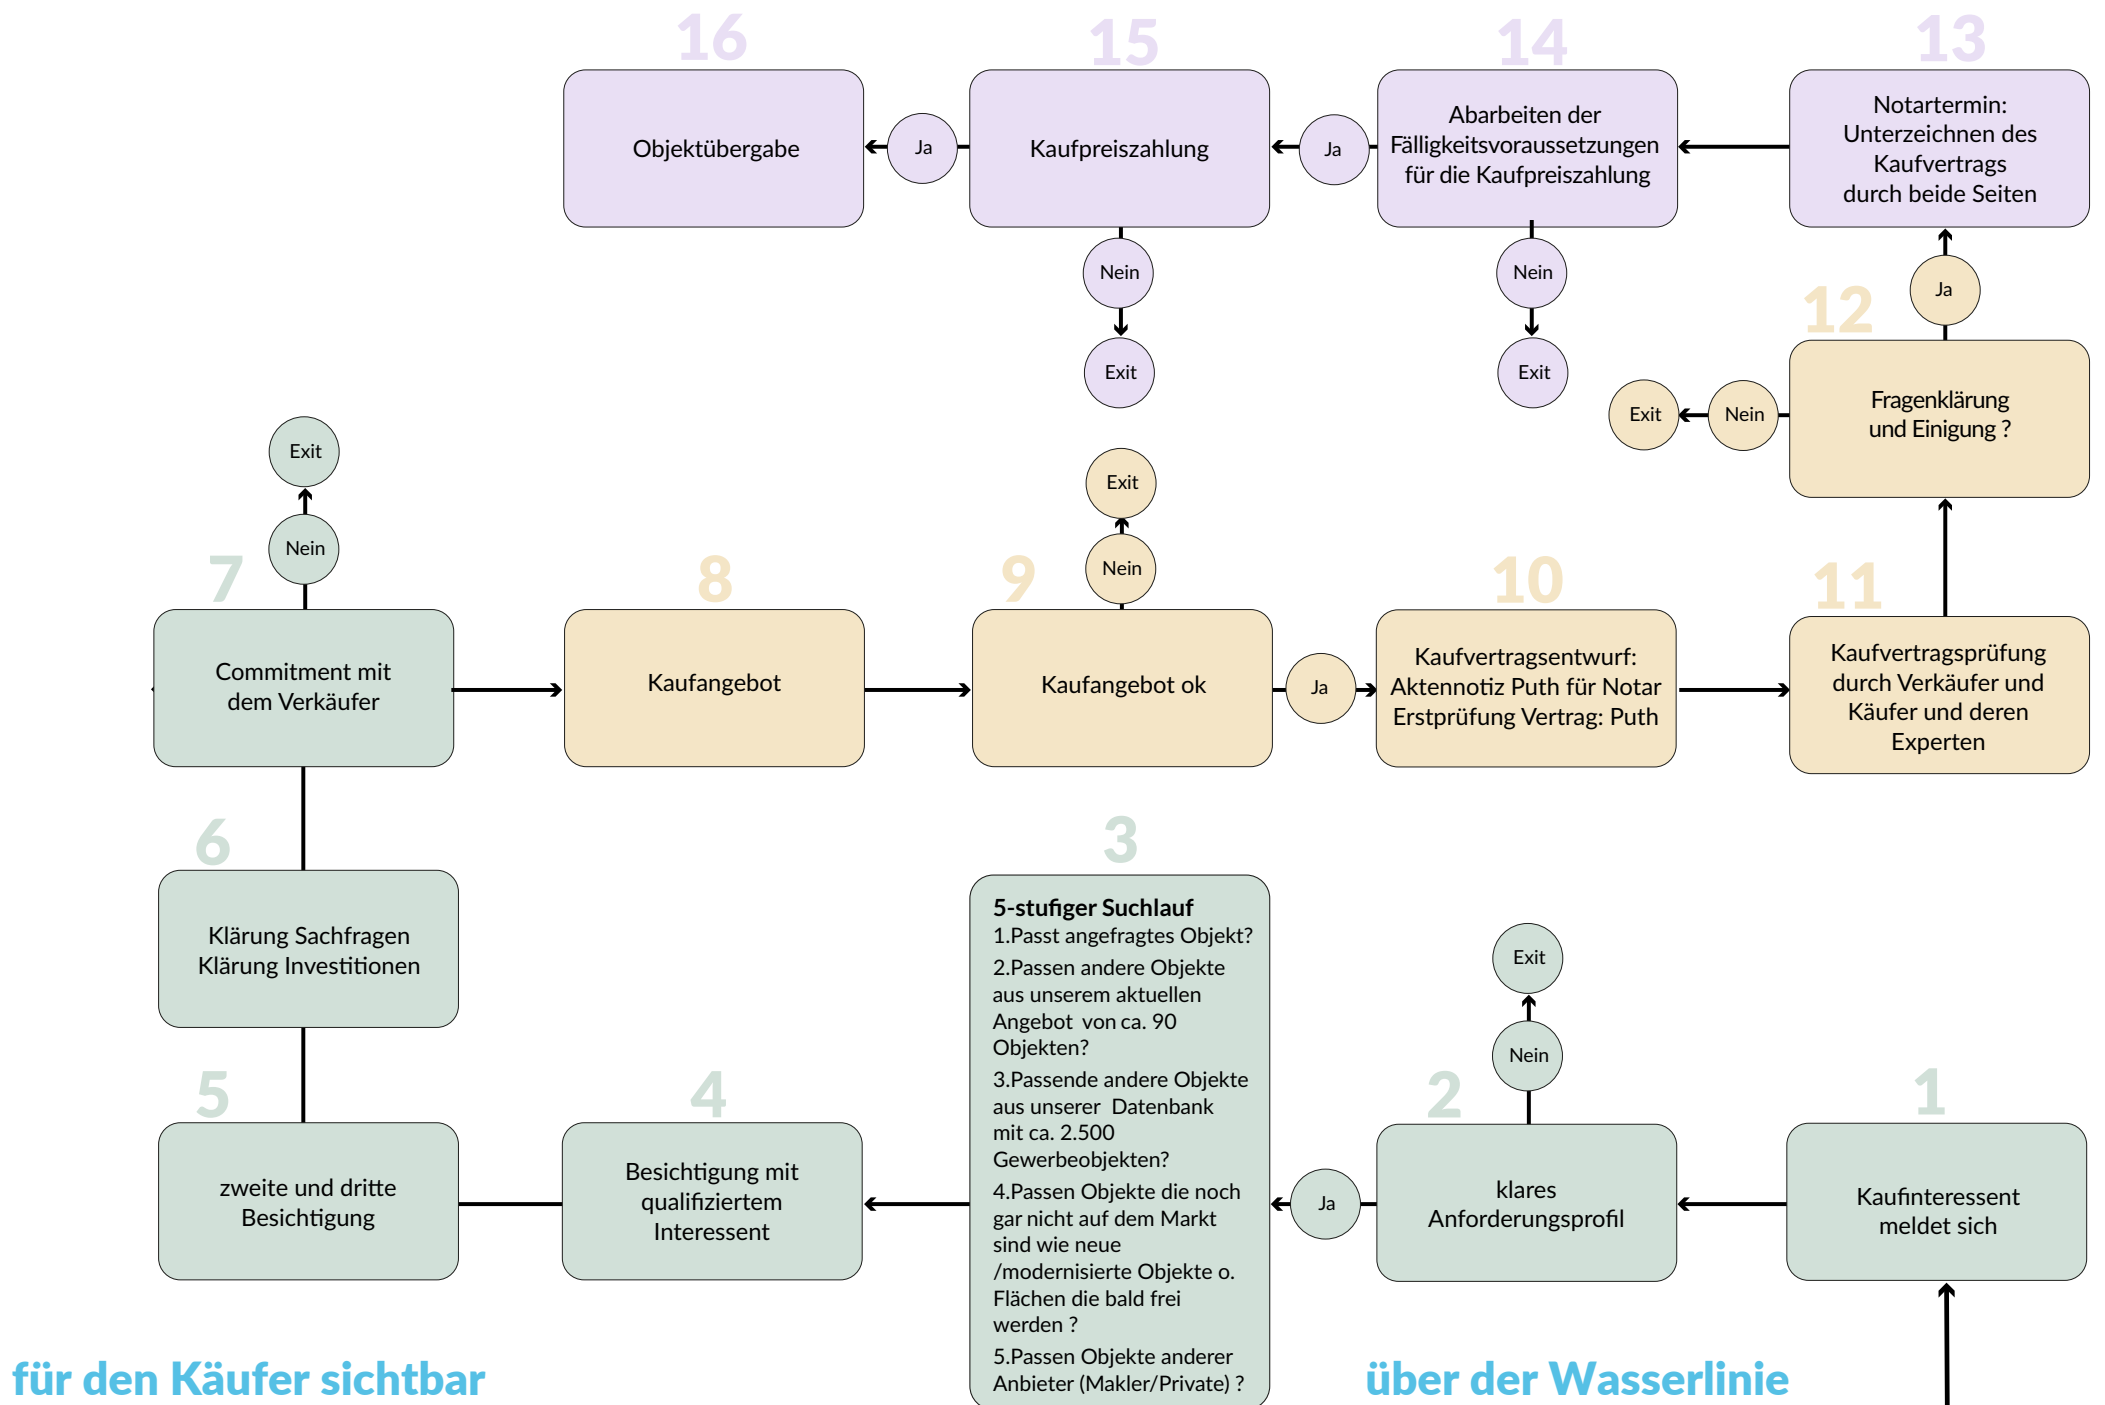 16
15
14
13
Objektübergabe
Ja
Kaufpreiszahlung
Ja
Abarbeiten der
Fälligkeitsvoraussetzungen
für die Kaufpreiszahlung
Notartermin:
Unterzeichnen des
Kaufvertrags
durch beide Seiten
Nein
Exit
Nein
Exit
Ja
12
Fragenklärung
und Einigung ?
Nein
Exit
Exit
Nein
7
Commitment mit
dem Verkäufer
8
Kaufangebot
Exit
Nein
9
Kaufangebot ok
Ja
10
Kaufvertragsentwurf:
Aktennotiz Puth für Notar
Erstprüfung Vertrag: Puth
11
Kaufvertragsprüfung
durch Verkäufer und
Käufer und deren
Experten
6
Klärung Sachfragen
Klärung Investitionen
5
zweite und dritte
Besichtigung
4
Besichtigung mit
qualifiziertem
Interessent
3
5-stufiger Suchlauf
1.Passt angefragtes Objekt?
2.Passen andere Objekte
aus unserem aktuellen
Angebot von ca. 90
Objekten?
3.Passende andere Objekte
aus unserer Datenbank
mit ca. 2.500
Gewerbeobjekten?
4.Passen Objekte die noch
gar nicht auf dem Markt
sind wie neue
/modernisierte Objekte o.
Flächen die bald frei
werden ?
5.Passen Objekte anderer
Anbieter (Makler/Private) ?
Exit
Nein
Ja
2
klares
Anforderungsprofil
1
Kaufinteressent
meldet sich
für den Käufer sichtbar
über der Wasserlinie